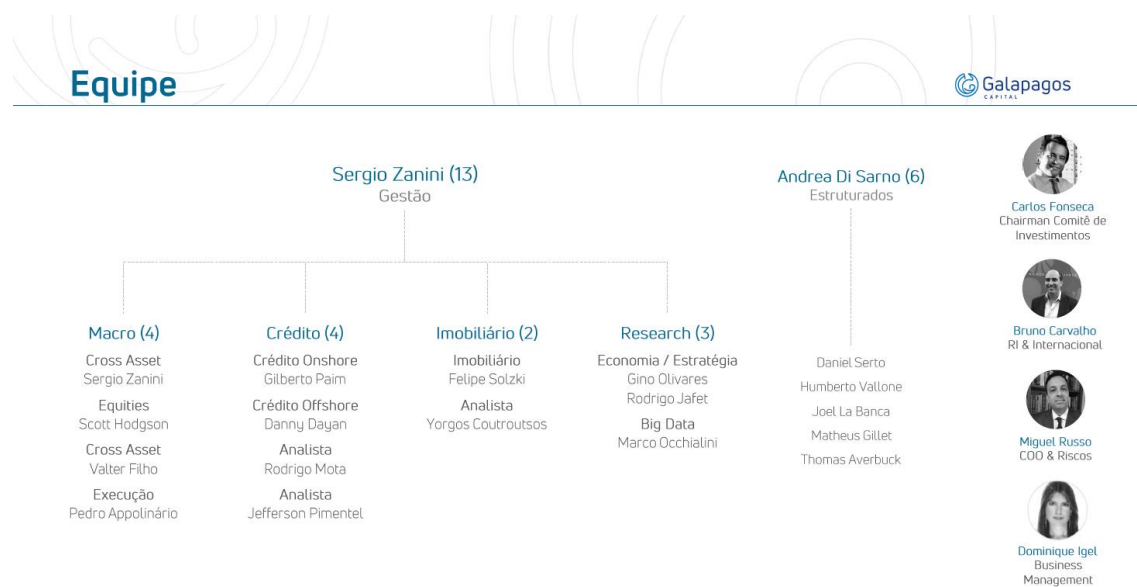 Equipe
Galapagos
CAPITAL
Sergio Zanini (13)
Gestão
Macro (4)
Cross Asset
Sergio Zanini
Equities
Scott Hodgson
Cross Asset
Valter Filho
Execução
Pedro Appolinário
Crédito (4)
Crédito Onshore
Gilberto Paim
Crédito Offshore
Danny Dayan
Analista
Rodrigo Mota
Analista
Jefferson Pimentel
Imobiliário (2)
Imobiliário
Felipe Solzki
Analista
Yorgos Coutroutsos
Research (3)
Economia / Estratégia
Gino Olivares
Rodrigo Jafet
Big Data
Marco Occhialini
Andrea Di Sarno (6)
Estruturados
Daniel Serto
Humberto Vallone
Joel La Banca
Matheus Gillet
Thomas Averbuck
Carlos Fonseca
Chairman Comitê de
Investimentos
Bruno Carvalho
RI & Internacional
Miguel Russo
COO & Riscos
Dominique Igel
Business
Management